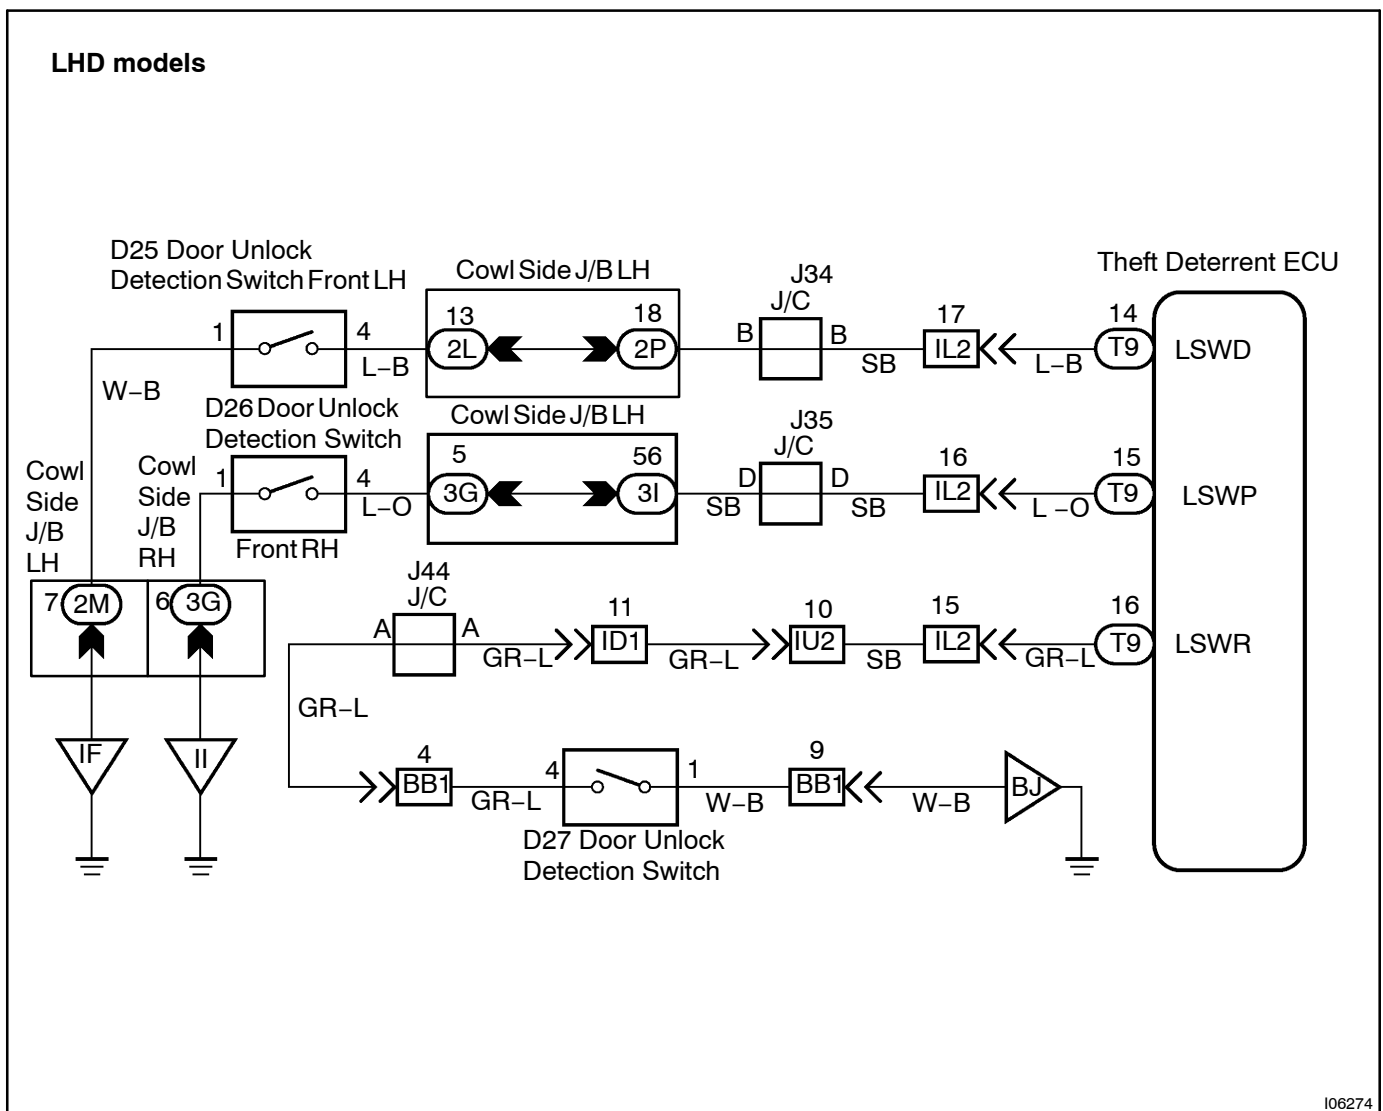 LHD models
D25 Door Unlock
Detection Switch Front LH
Cowl Side J/B LH
J34
J/C
Theft Deterrent ECU
1
4
13
18
B
B
17
14
2L
2P
IL2
T9
LSWD
L–B
SB
L–B
W–B
D26 Door Unlock
Detection Switch
Cowl Side J/B LH
J35
J/C
Cowl
Side
J/B
LH
Cowl
Side
J/B
RH
1
4
5
56
D
D
16
15
3G
3I
IL2
T9
LSWP
L–O
SB
SB
L –O
Front RH
J44
J/C
7
2M
6
3G
A
A
11
10
15
16
ID1
IU2
IL2
T9
LSWR
GR–L
GR–L
SB
GR–L
GR–L
IF
II
4
4
1
9
BB1
BB1
BJ
GR–L
W–B
W–B
D27 Door Unlock
Detection Switch
I06274